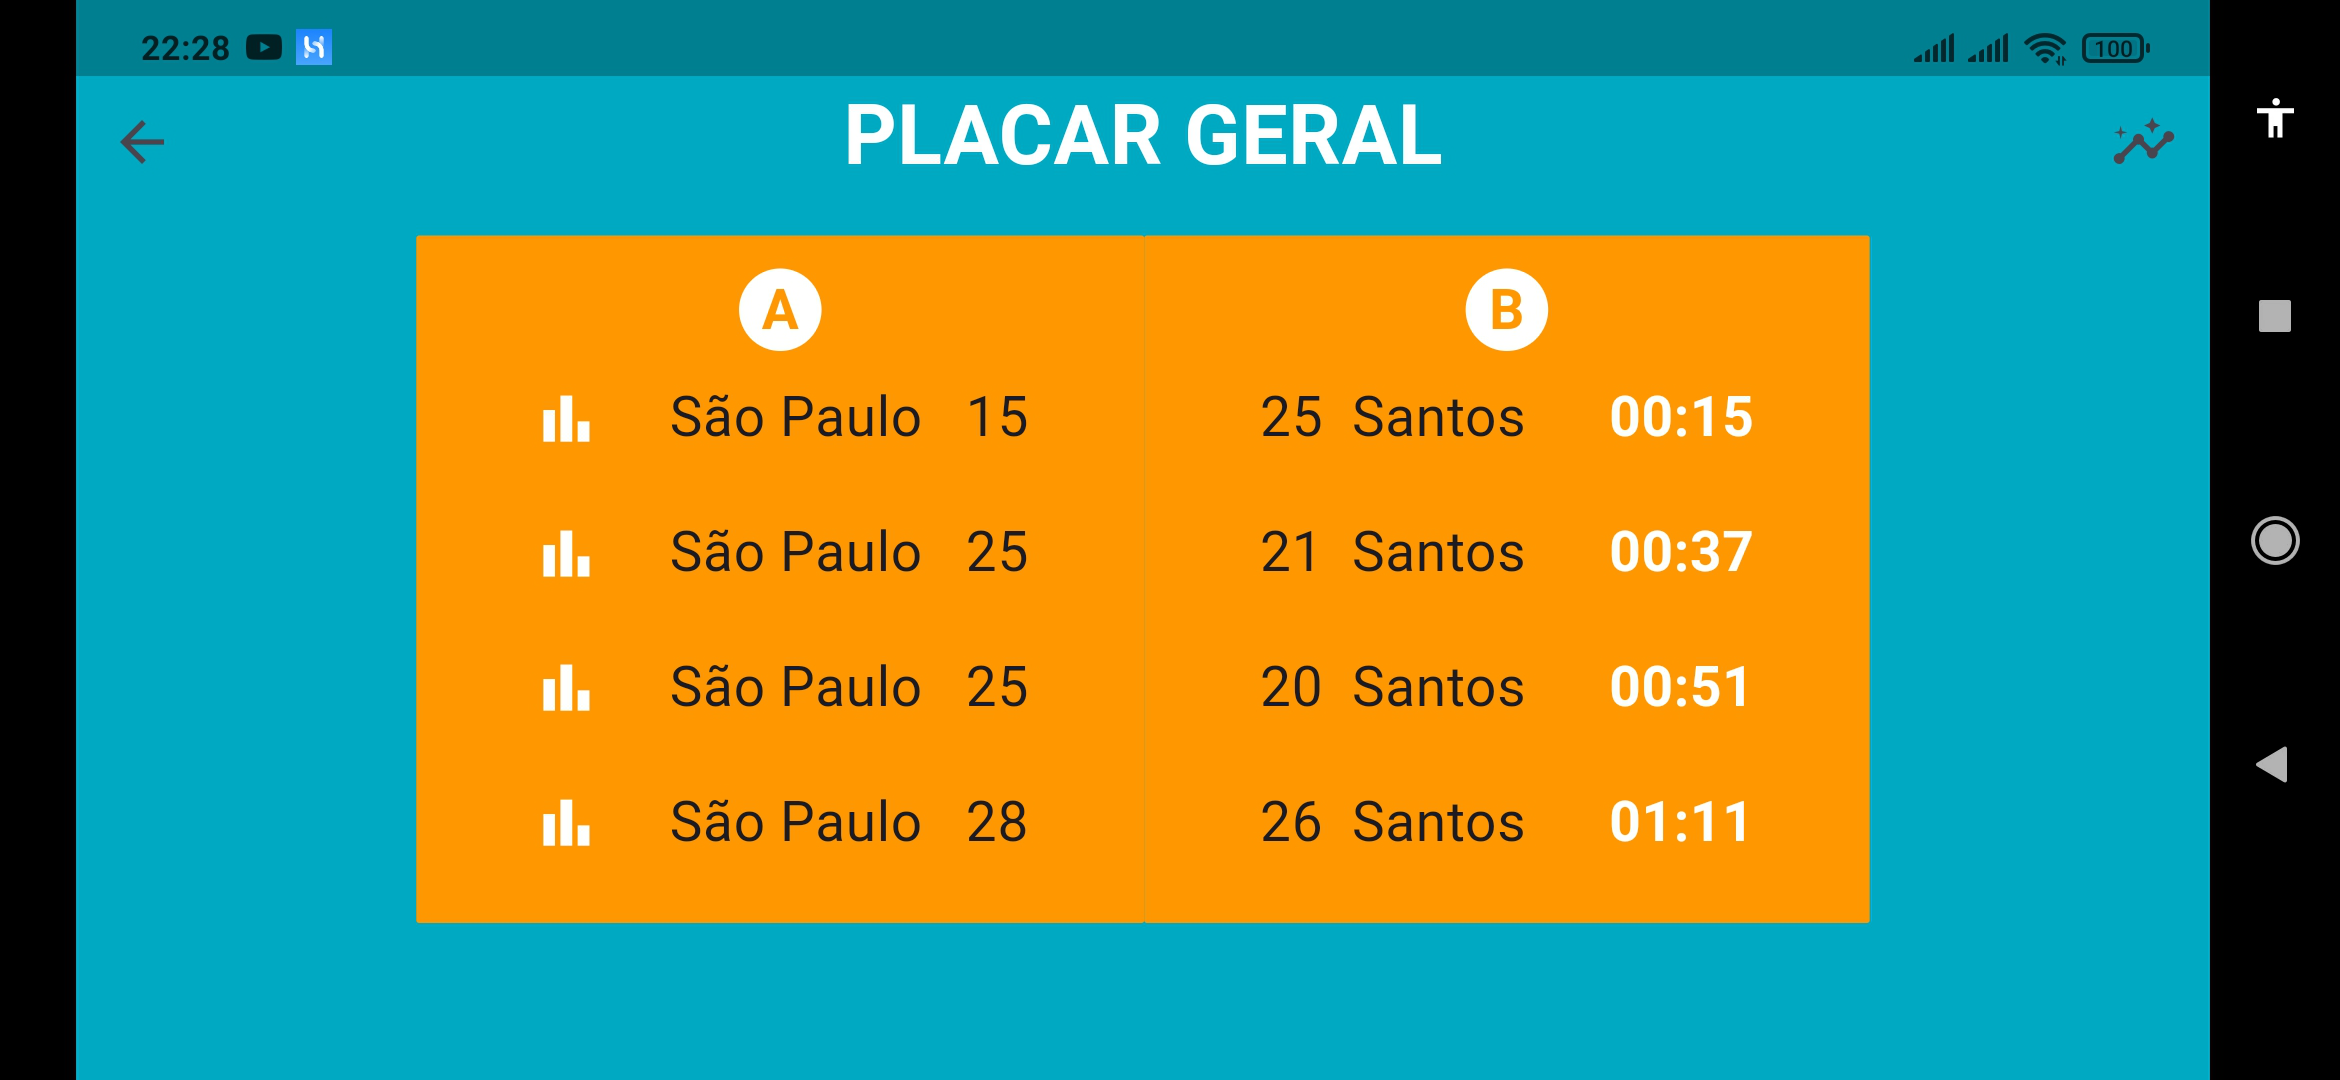 22:28
100
PLACAR GERAL
A B
São Paulo 15 25 Santos 00:15
São Paulo 25 21 Santos 00:37
São Paulo 25 20 Santos 00:51
São Paulo 28 26 Santos 01:11